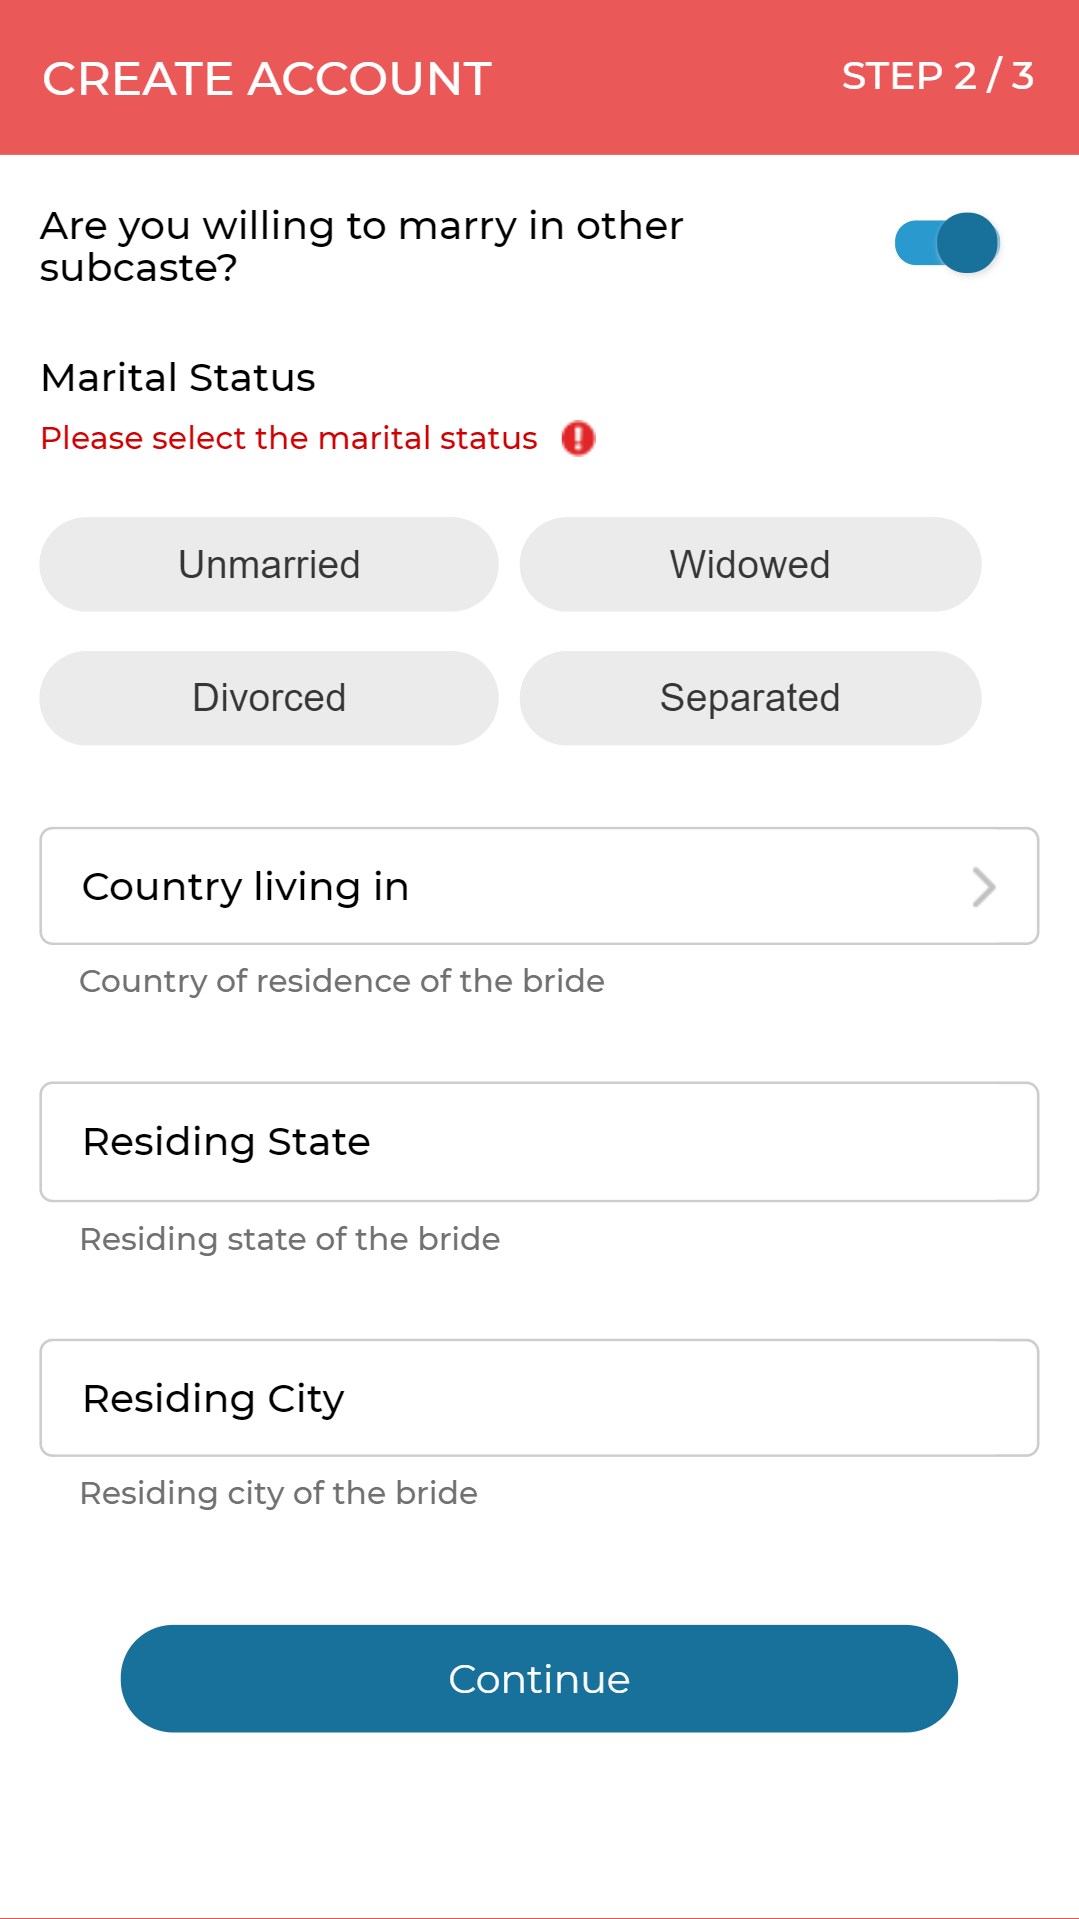 CREATE ACCOUNT
STEP 2 / 3
Are you willing to marry in other
subcaste?
Marital Status
Please select the marital status
Unmarried
Widowed
Divorced
Separated
Country living in
Country of residence of the bride
Residing State
Residing state of the bride
Residing City
Residing city of the bride
Continue